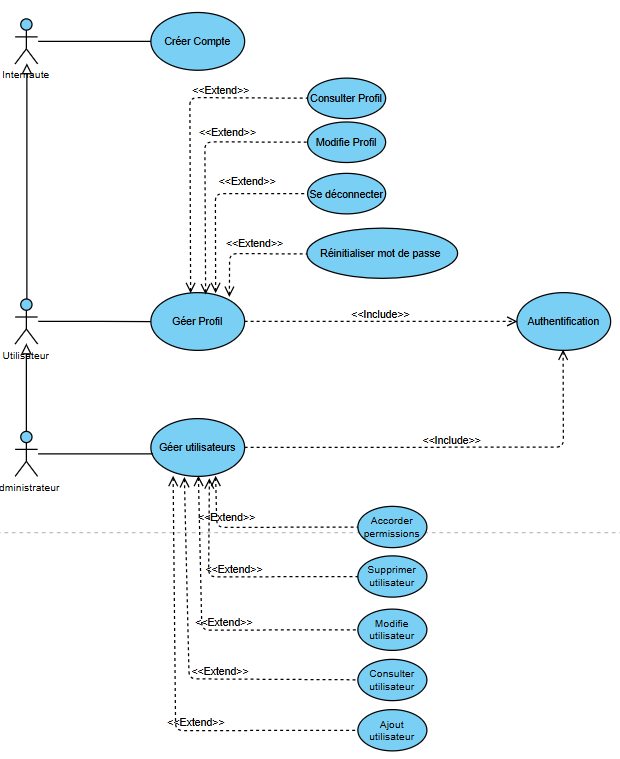 Créer Compte
Internaute
<<Extend>>
Consulter Profil
<<Extend>>
Modifie Profil
<<Extend>>
Se déconnecter
<<Extend>>
Réinitialiser mot de passe
<<Include>>
Géer Profil
Authentification
Utilisateur
<<Include>>
Géer utilisateurs
dministrateur
<<Extend>>
Accorder
permissions
<<Extend>>
Supprimer
utilisateur
<<Extend>>
Modifie
utilisateur
<<Extend>>
Consulter
utilisateur
<<Extend>>
Ajout
utilisateur